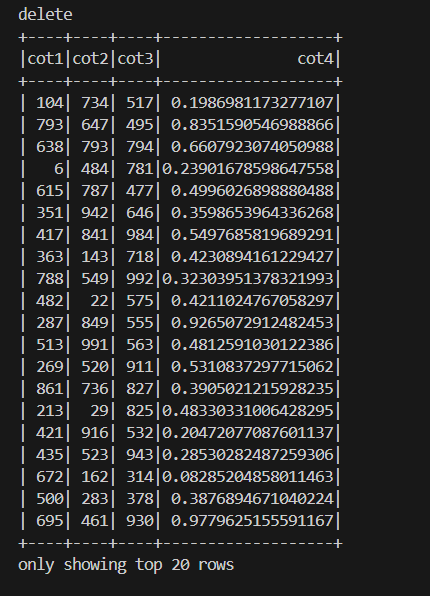 delete
+----+----+----+-------------------+
|cot1|cot2|cot3|               cot4|
+----+----+----+-------------------+
| 104| 734| 517| 0.1986981173277107|
| 793| 647| 495| 0.8351590546988866|
| 638| 793| 794| 0.6607923074050988|
|   6| 484| 781|0.23901678598647558|
| 615| 787| 477| 0.4996026898880488|
| 351| 942| 646| 0.3598653964336268|
| 417| 841| 984| 0.5497685819689291|
| 363| 143| 718| 0.4230894161229427|
| 788| 549| 992|0.32303951378321993|
| 482|  22| 575| 0.4211024767058297|
| 287| 849| 555| 0.9265072912482453|
| 513| 991| 563| 0.4812591030122386|
| 269| 520| 911| 0.5310837297715062|
| 861| 736| 827| 0.3905021215928235|
| 213|  29| 825|0.48330331006428295|
| 421| 916| 532|0.20472077087601137|
| 435| 523| 943|0.28530282487259306|
| 672| 162| 314|0.08285204858011463|
| 500| 283| 378| 0.3876894671040224|
| 695| 461| 930| 0.9779625155591167|
+----+----+----+-------------------+
only showing top 20 rows